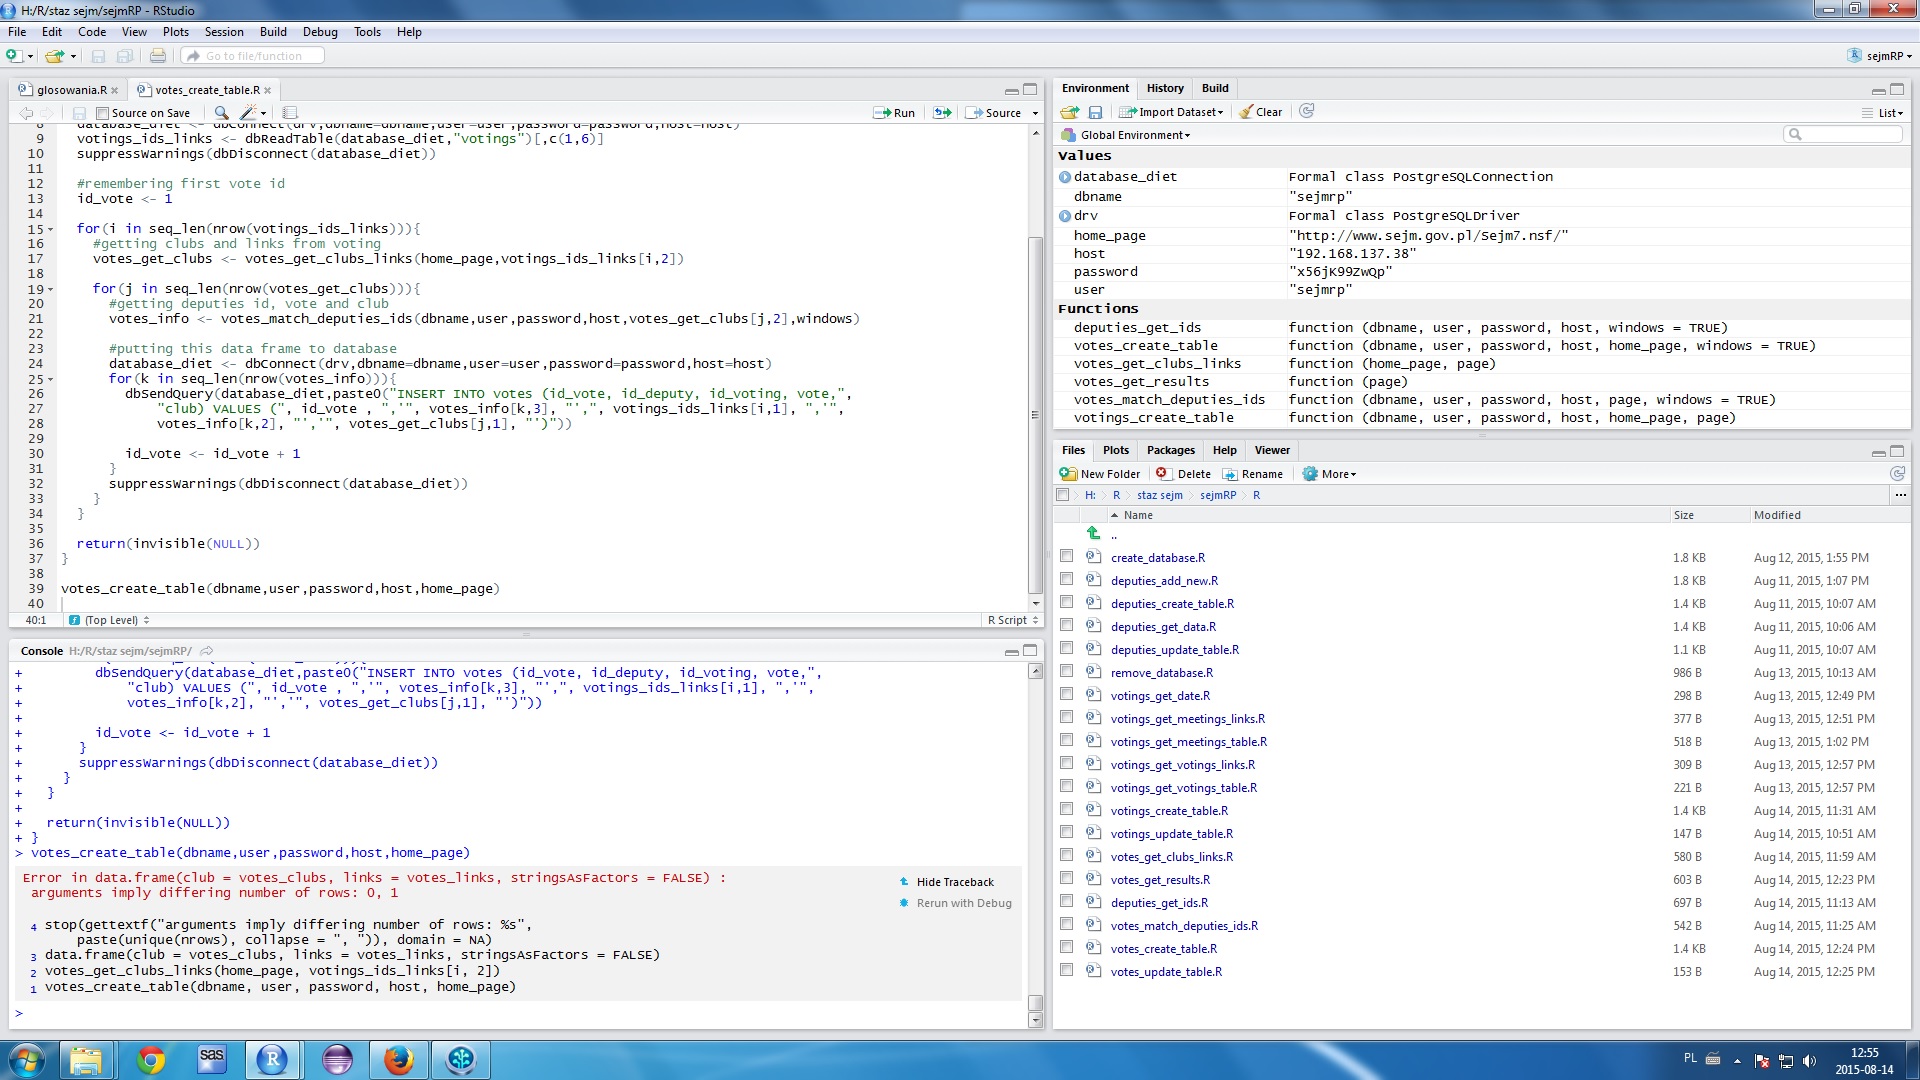 H:/R/staz sejm/sejmRP - RStudio
File Edit Code View Plots Session Build Debug Tools Help
Go to file/function
sejmRP
glosowania.R
votes_create_table.R
Source on Save
Run
Source
8 database_diet <- dbConnect(drv,dbname=dbname,user=user,password=password,host=host)
9 votings_ids_links <- dbReadTable(database_diet,"votings")[,c(1,6)]
10 suppressWarnings(dbDisconnect(database_diet))
11
12 #remembering first vote id
13 id_vote <- 1
14
15 for(i in seq_len(nrow(votings_ids_links))){
16 #getting clubs and links from voting
17 votes_get_clubs <- votes_get_clubs_links(home_page,votings_ids_links[i,2])
18
19 for(j in seq_len(nrow(votes_get_clubs))){
20 #getting deputies id, vote and club
21 votes_info <- votes_match_deputies_ids(dbname,user,password,host,votes_get_clubs[j,2],windows)
22
23 #putting this data frame to database
24 database_diet <- dbConnect(drv,dbname=dbname,user=user,password=password,host=host)
25 for(k in seq_len(nrow(votes_info))){
26 dbSendQuery(database_diet,paste0("INSERT INTO votes (id_vote, id_deputy, id_voting, vote,",
27 "club) VALUES (", id_vote , ",'", votes_info[k,3], "',", votings_ids_links[i,1], ",'",
28 votes_info[k,2], "','", votes_get_clubs[j,1], "')"))
29
30 id_vote <- id_vote + 1
31 }
32 suppressWarnings(dbDisconnect(database_diet))
33 }
34 }
35
36 return(invisible(NULL))
37 }
38
39 votes_create_table(dbname,user,password,host,home_page)
40
40:1 (Top Level) R Script
Console H:/R/staz sejm/sejmRP/
+ dbSendQuery(database_diet,paste0("INSERT INTO votes (id_vote, id_deputy, id_voting, vote,",
+ "club) VALUES (", id_vote , ",'", votes_info[k,3], "',", votings_ids_links[i,1], ",'",
+ votes_info[k,2], "','", votes_get_clubs[j,1], "')"))
+
+ id_vote <- id_vote + 1
+ }
+ suppressWarnings(dbDisconnect(database_diet))
+ }
+ }
+
+ return(invisible(NULL))
+ }
> votes_create_table(dbname,user,password,host,home_page)
Error in data.frame(club = votes_clubs, links = votes_links, stringsAsFactors = FALSE) :
arguments imply differing number of rows: 0, 1
Hide Traceback
Rerun with Debug
4 stop(gettextf("arguments imply differing number of rows: %s",
paste(unique(nrows), collapse = ", ")), domain = NA)
3 data.frame(club = votes_clubs, links = votes_links, stringsAsFactors = FALSE)
2 votes_get_clubs_links(home_page, votings_ids_links[i, 2])
1 votes_create_table(dbname, user, password, host, home_page)
>
Environment History Build
Import Dataset Clear List
Global Environment
Values
database_diet Formal class PostgreSQLConnection
dbname "sejmrp"
drv Formal class PostgreSQLDriver
home_page "http://www.sejm.gov.pl/Sejm7.nsf/"
host "192.168.137.38"
password "x56jK99ZwQp"
user "sejmrp"
Functions
deputies_get_ids function (dbname, user, password, host, windows = TRUE)
votes_create_table function (dbname, user, password, host, home_page, windows = TRUE)
votes_get_clubs_links function (home_page, page)
votes_get_results function (page)
votes_match_deputies_ids function (dbname, user, password, host, page, windows = TRUE)
votings_create_table function (dbname, user, password, host, home_page, page)
Files Plots Packages Help Viewer
New Folder Delete Rename More
H: R staz sejm sejmRP R ...
Name Size Modified
..
create_database.R 1.8 KB Aug 12, 2015, 1:55 PM
deputies_add_new.R 1.8 KB Aug 11, 2015, 1:07 PM
deputies_create_table.R 1.4 KB Aug 11, 2015, 10:07 AM
deputies_get_data.R 1.4 KB Aug 11, 2015, 10:06 AM
deputies_update_table.R 1.1 KB Aug 11, 2015, 10:07 AM
remove_database.R 986 B Aug 13, 2015, 10:13 AM
votings_get_date.R 298 B Aug 13, 2015, 12:49 PM
votings_get_meetings_links.R 377 B Aug 13, 2015, 12:51 PM
votings_get_meetings_table.R 518 B Aug 13, 2015, 1:02 PM
votings_get_votings_links.R 309 B Aug 13, 2015, 12:57 PM
votings_get_votings_table.R 221 B Aug 13, 2015, 12:57 PM
votings_create_table.R 1.4 KB Aug 14, 2015, 11:31 AM
votings_update_table.R 147 B Aug 14, 2015, 10:51 AM
votes_get_clubs_links.R 580 B Aug 14, 2015, 11:59 AM
votes_get_results.R 603 B Aug 14, 2015, 12:23 PM
deputies_get_ids.R 697 B Aug 14, 2015, 11:13 AM
votes_match_deputies_ids.R 542 B Aug 14, 2015, 11:25 AM
votes_create_table.R 1.4 KB Aug 14, 2015, 12:24 PM
votes_update_table.R 153 B Aug 14, 2015, 12:25 PM
sas
PL
12:55
2015-08-14